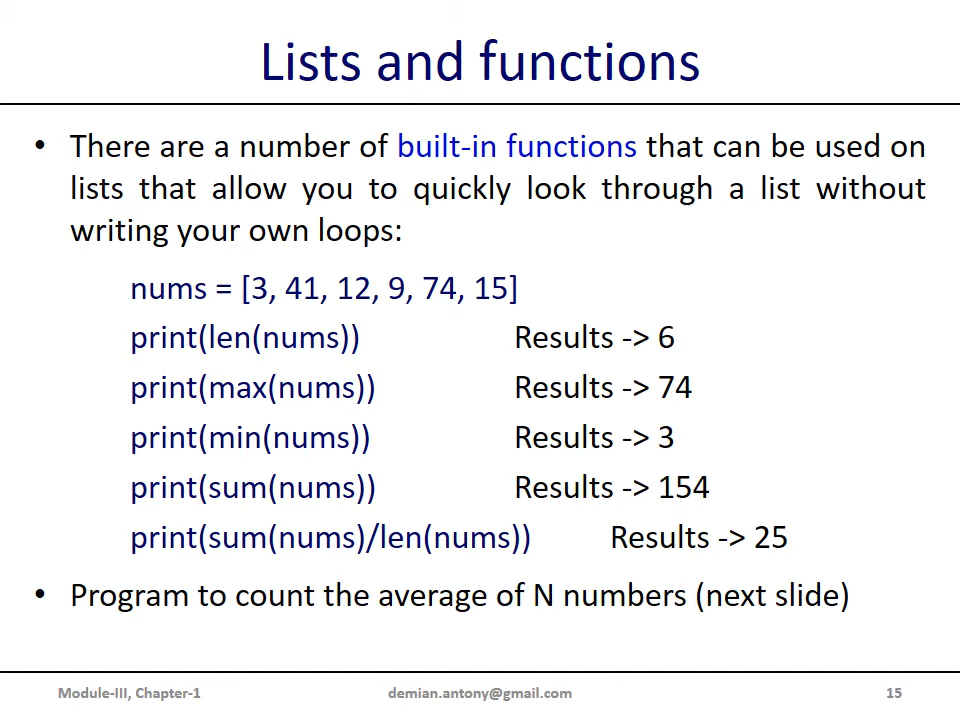 Lists and functions
• There are a number of built-in functions that can be used on
lists that allow you to quickly look through a list without
writing your own loops:
nums = [3, 41, 12, 9, 74, 15]
print(len(nums)) Results -> 6
print(max(nums)) Results -> 74
print(min(nums)) Results -> 3
print(sum(nums)) Results -> 154
print(sum(nums)/len(nums)) Results -> 25
• Program to count the average of N numbers (next slide)
Module-III, Chapter-1 demian.antony@gmail.com 15